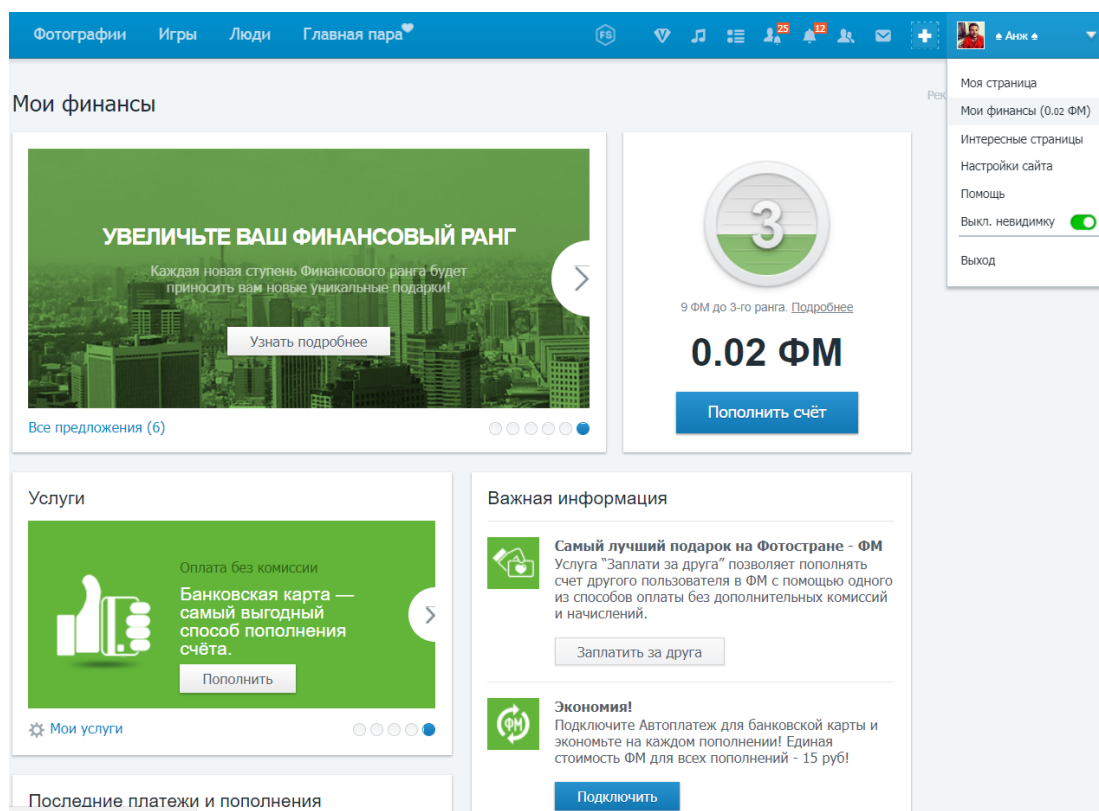 Фотографии Игры Люди Главная пара FS 25 12 ♠ Анж ♠
Моя страница
Мои финансы (0.02 ФМ)
Интересные страницы
Настройки сайта
Помощь
Выкл. невидимку
Выход
Рек
Мои финансы
УВЕЛИЧЬТЕ ВАШ ФИНАНСОВЫЙ РАНГ
Каждая новая ступень Финансового ранга будет
приносить вам новые уникальные подарки!
Узнать подробнее
Все предложения (6)
3
9 ФМ до 3-го ранга. Подробнее
0.02 ФМ
Пополнить счёт
Услуги
Оплата без комиссии
Банковская карта —
самый выгодный
способ пополнения
счёта.
Пополнить
Мои услуги
Важная информация
Самый лучший подарок на Фотостране - ФМ
Услуга "Заплати за друга" позволяет пополнять
счет другого пользователя в ФМ с помощью одного
из способов оплаты без дополнительных комиссий
и начислений.
Заплатить за друга
ФМ
Экономия!
Подключите Автоплатеж для банковской карты и
экономьте на каждом пополнении! Единая
стоимость ФМ для всех пополнений - 15 руб!
Подключить
Последние платежи и пополнения